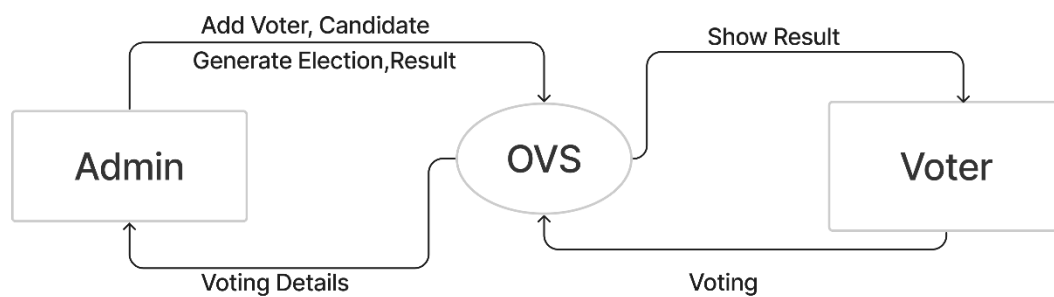 Add Voter, Candidate
Generate Election,Result
Show Result
Admin
OVS
Voter
Voting Details
Voting